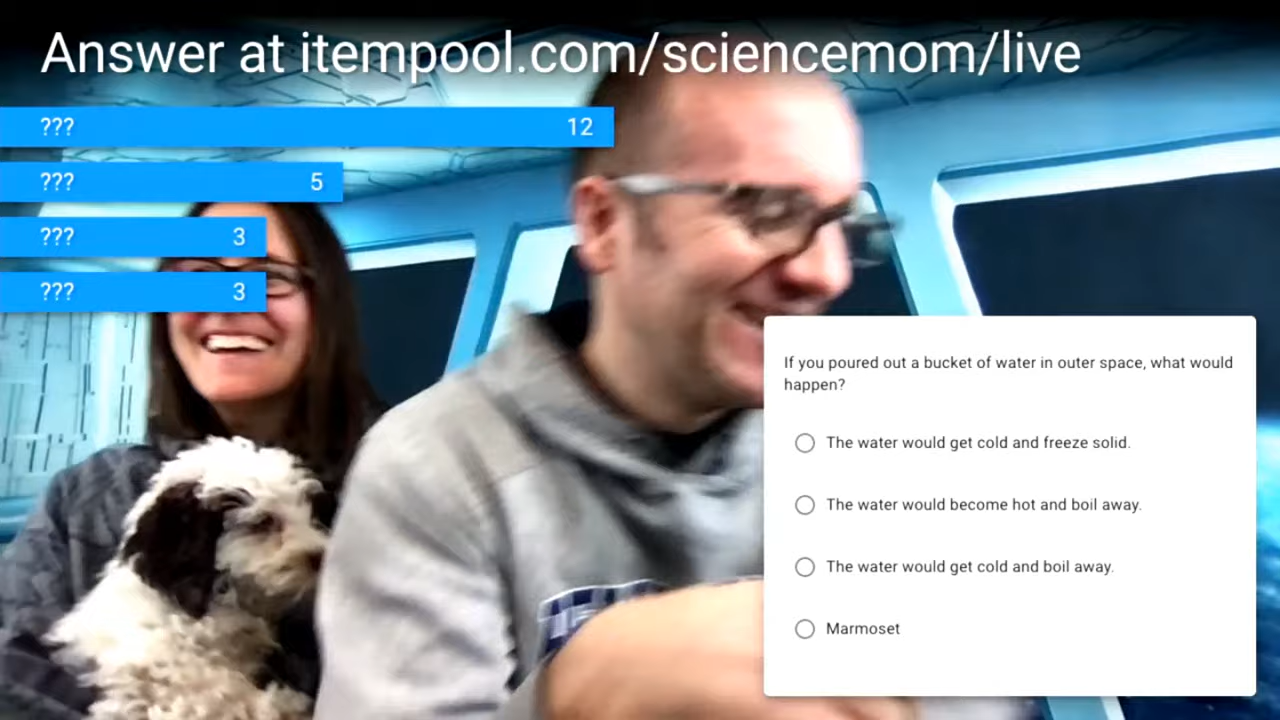 Answer at itempool.com/sciencemom/live
??? 12
??? 5
??? 3
??? 3
If you poured out a bucket of water in outer space, what would
happen?
The water would get cold and freeze solid.
The water would become hot and boil away.
The water would get cold and boil away.
Marmoset